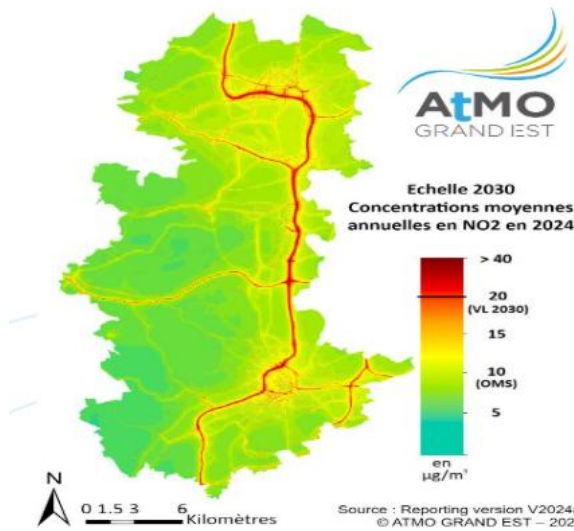 AtMO
GRAND EST
Echelle 2030
Concentrations moyennes
annuelles en NO2 en 2024
> 40
20
(VL 2030)
15
10
(OMS)
5
en
µg/m³
N
0 1.5 3 6
Kilomètres
Source : Reporting version V2024
© ATMO GRAND EST – 202